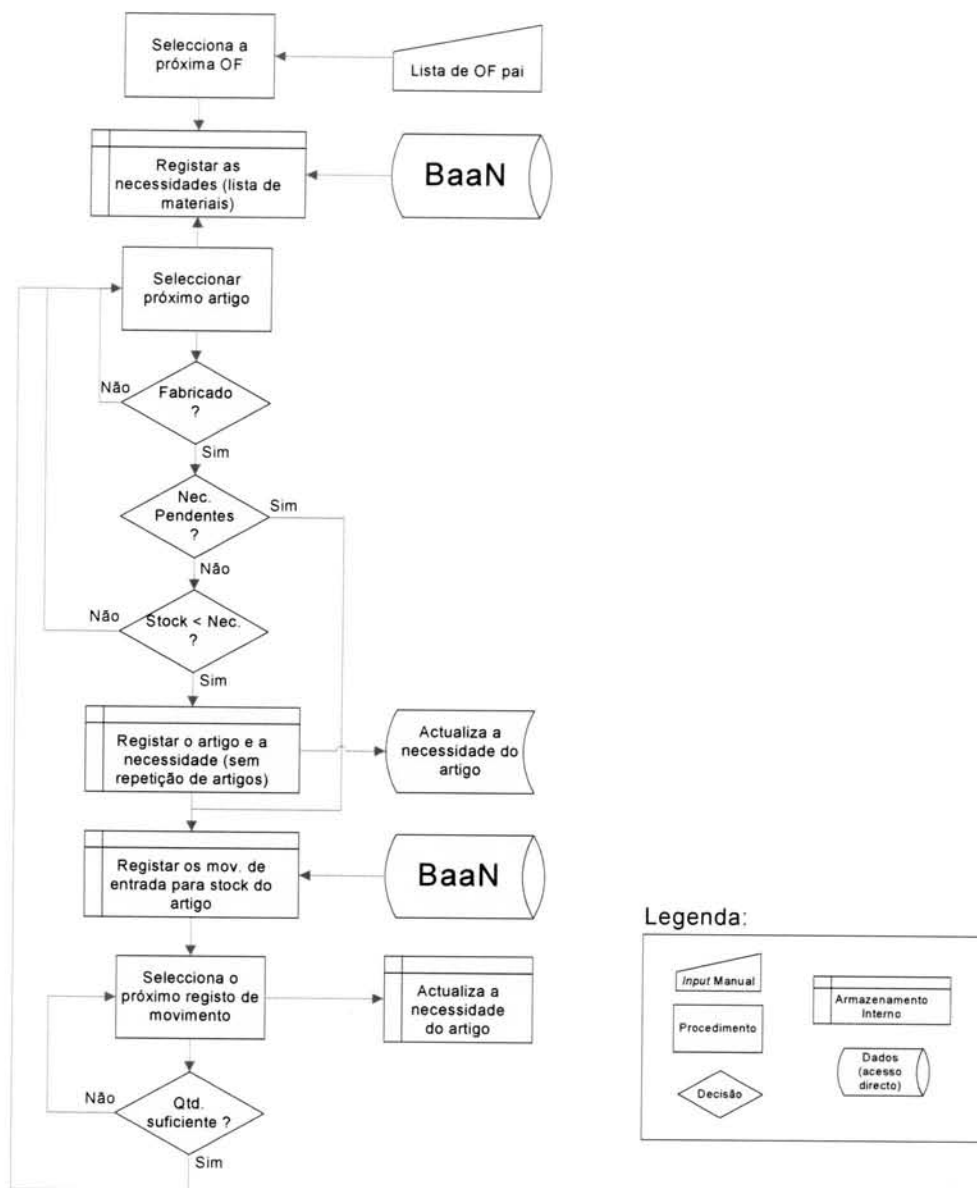 Selecciona a
próxima OF
Lista de OF pai
Registar as
necessidades (lista de
materiais)
BaaN
Seleccionar
próximo artigo
Não
Fabricado
?
Sim
Nec.
Pendentes
?
Sim
Não
Não
Stock < Nec.
?
Sim
Registar o artigo e a
necessidade (sem
repetição de artigos)
Actualiza a
necessidade do
artigo
Registar os mov. de
entrada para stock do
artigo
BaaN
Selecciona o
próximo registo de
movimento
Actualiza a
necessidade
do artigo
Não
Qtd.
suficiente ?
Sim
Legenda:
Input Manual
Procedimento
Decisão
Armazenamento
Interno
Dados
(acesso
directo)